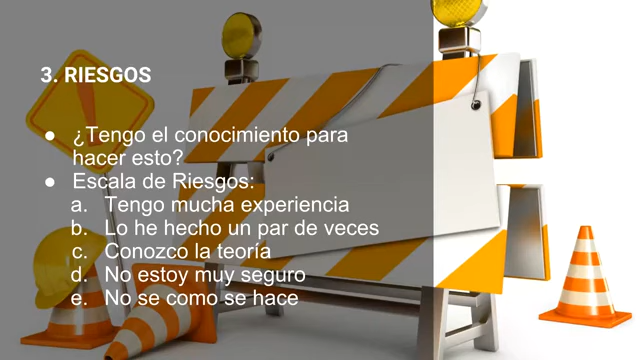 3. RIESGOS
● ¿Tengo el conocimiento para
hacer esto?
● Escala de Riesgos:
a. Tengo mucha experiencia
b. Lo he hecho un par de veces
c. Conozco la teoría
d. No estoy muy seguro
e. No se como se hace